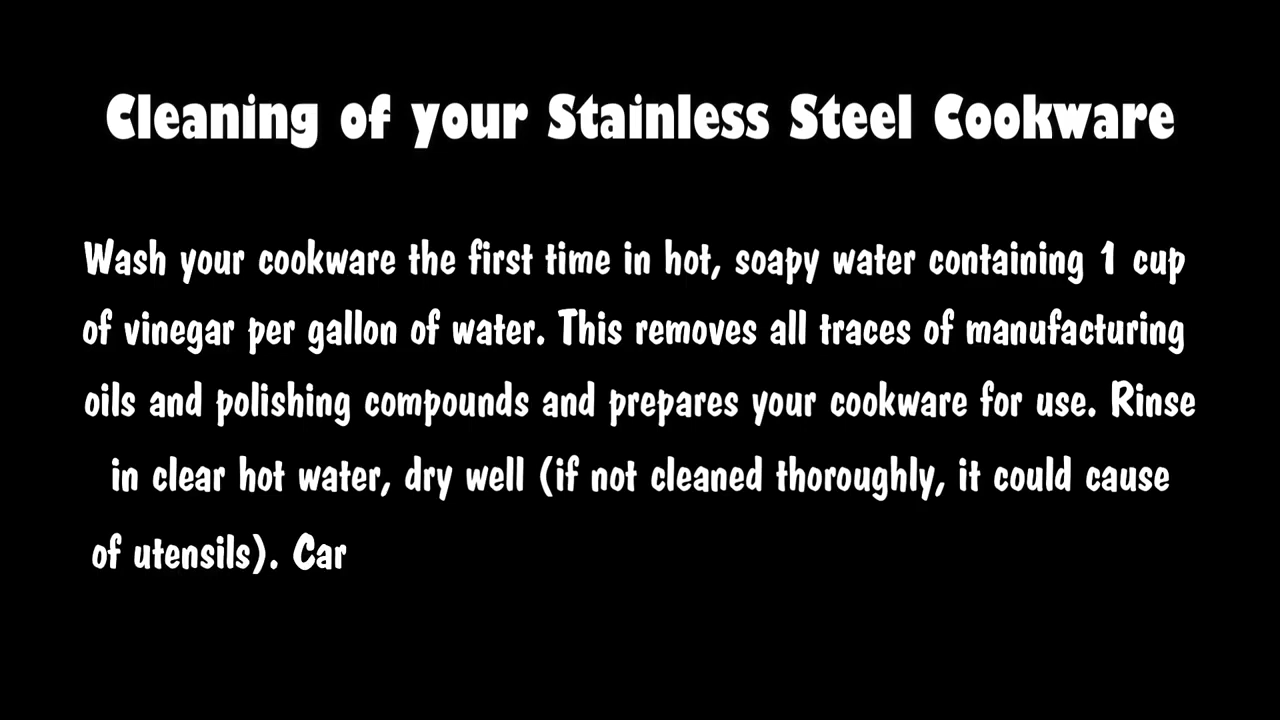 Cleaning of your Stainless Steel Cookware
Wash your cookware the first time in hot, soapy water containing 1 cup
of vinegar per gallon of water. This removes all traces of manufacturing
oils and polishing compounds and prepares your cookware for use. Rinse
in clear hot water, dry well (if not cleaned thoroughly, it could cause
of utensils). Car